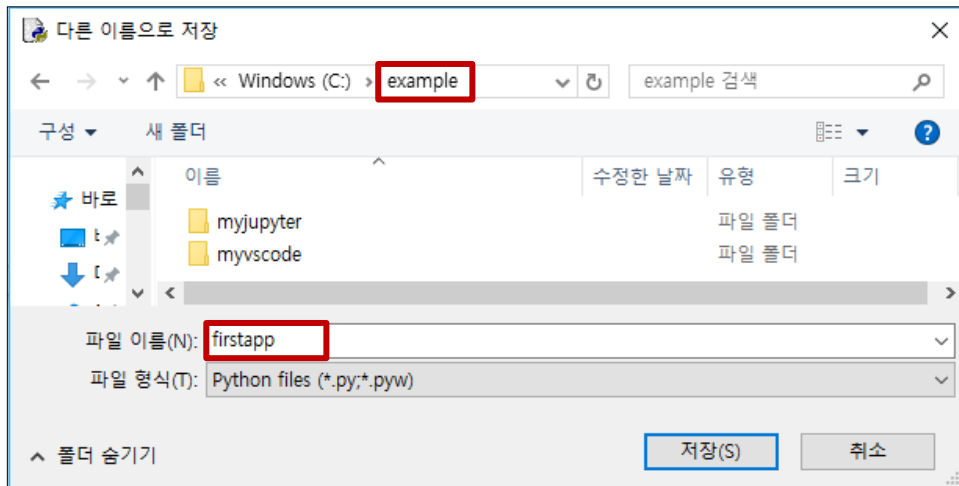 다른 이름으로 저장
« Windows (C:) › example
example 검색
구성 새 폴더
이름 수정한 날짜 유형 크기
바로
myjupyter 파일 폴더
myvscode 파일 폴더
파일 이름(N): firstapp
파일 형식(T): Python files (*.py;*.pyw)
폴더 숨기기 저장(S) 취소